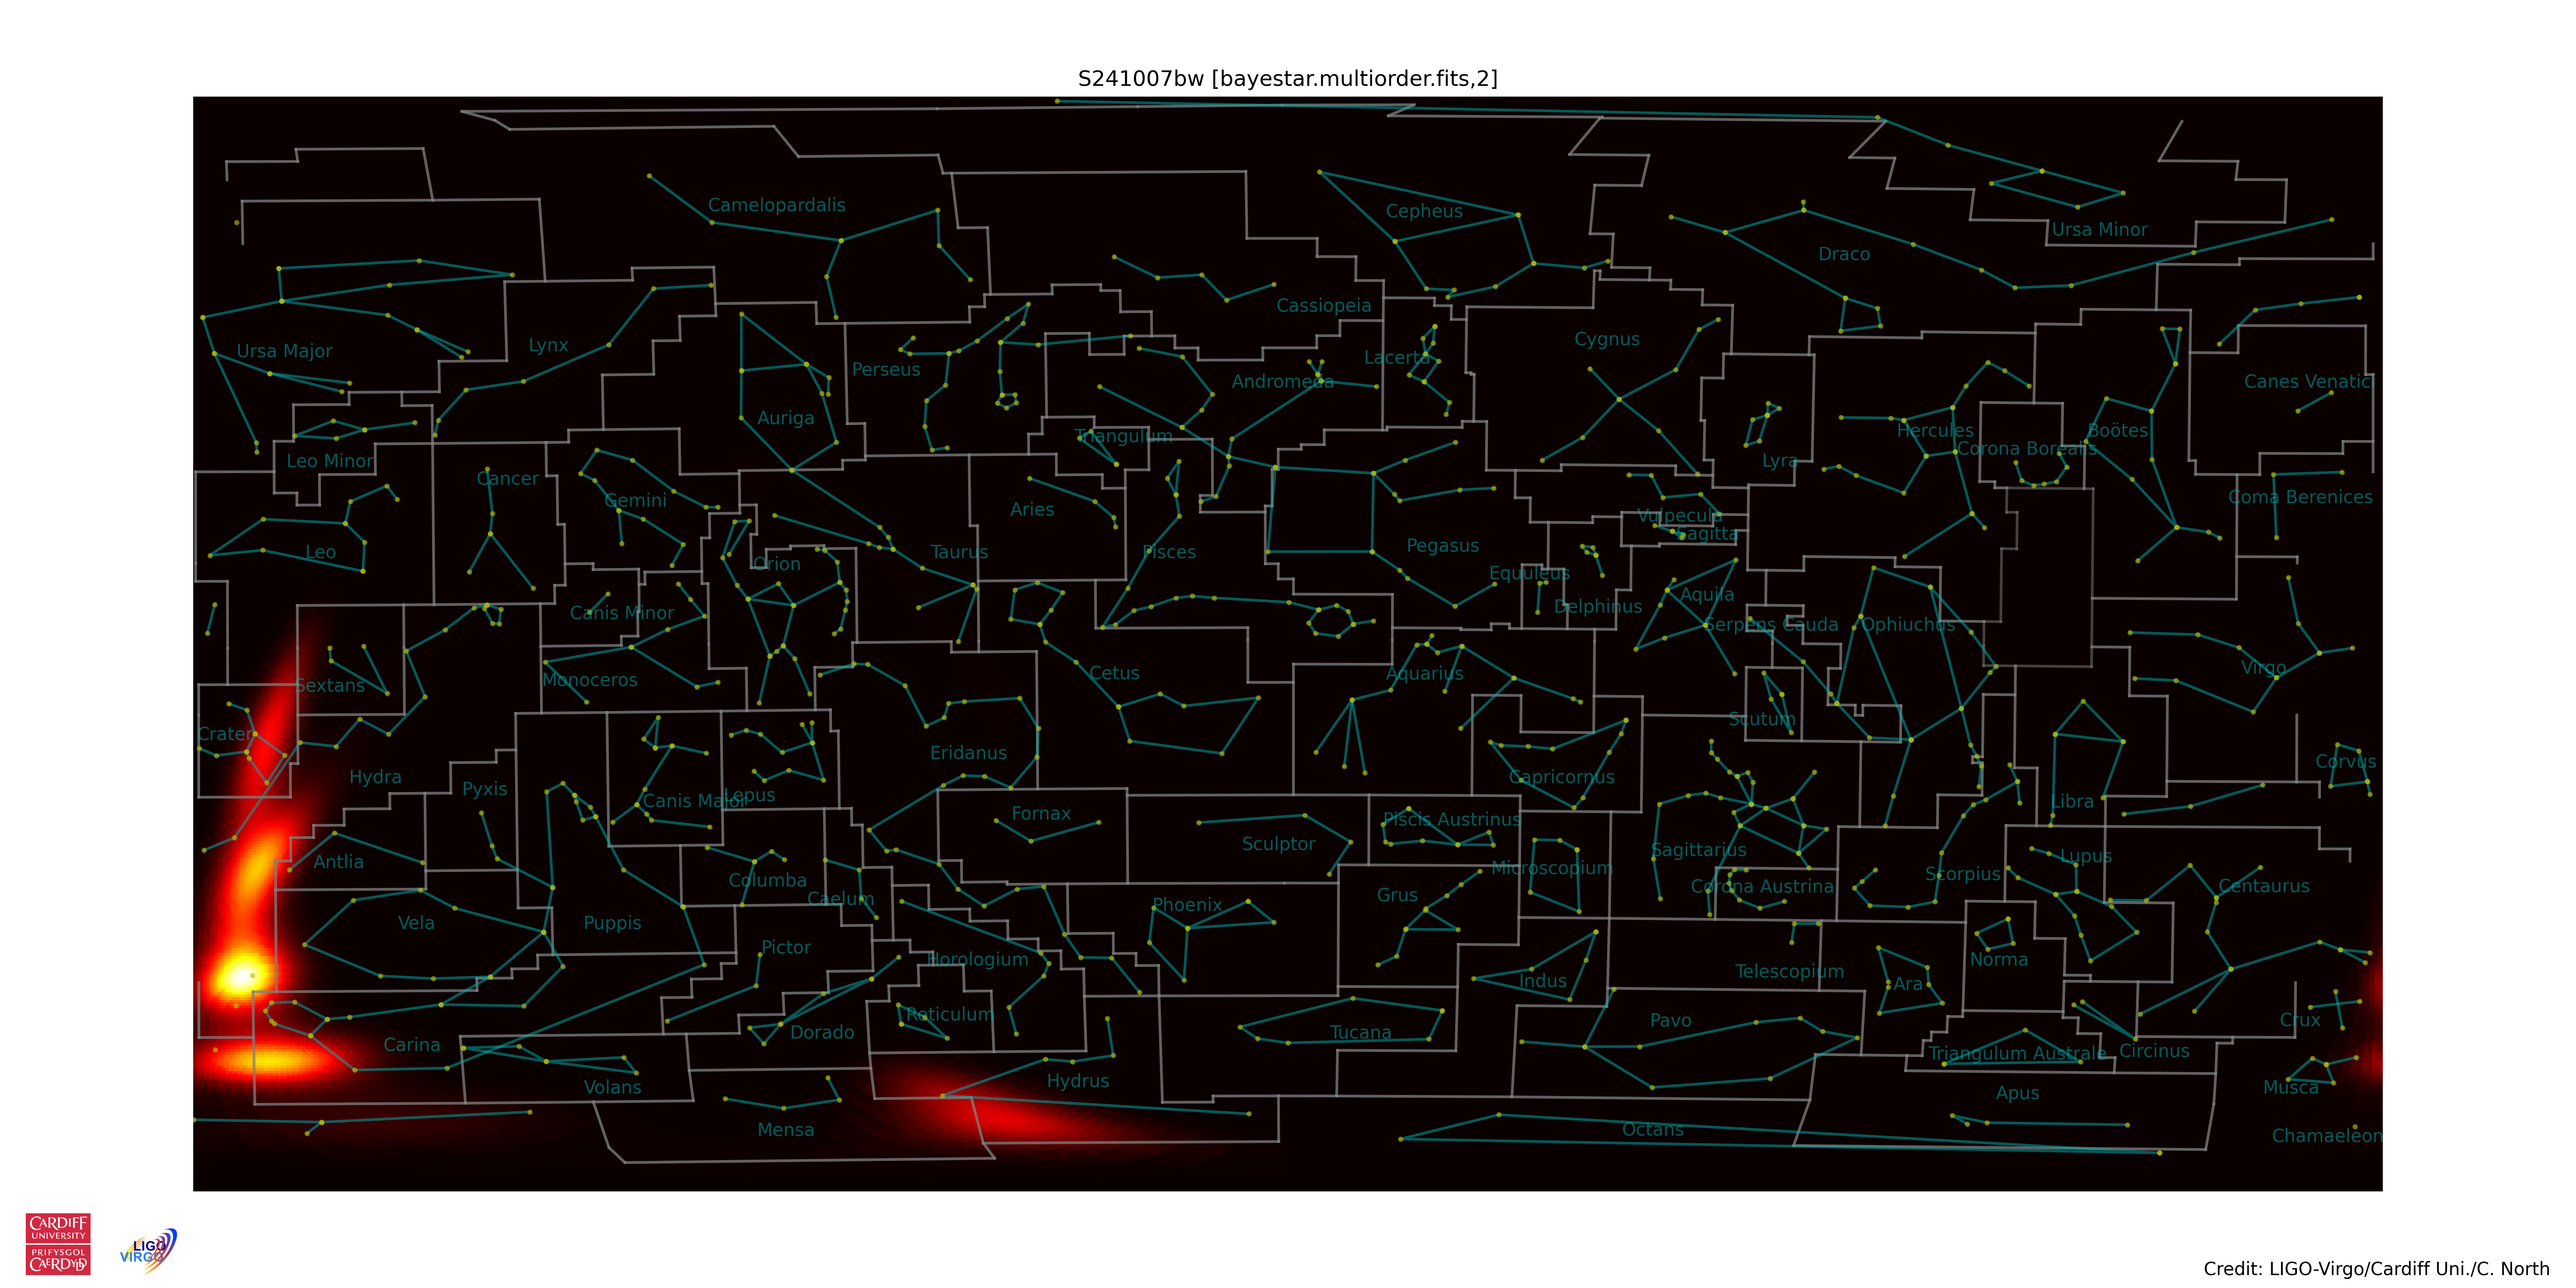 S241007bw [bayestar.multiorder.fits,2]
Camelopardalis
Cepheus
Ursa Minor
Draco
Cassiopeia
Ursa Major
Lynx
Perseus
Andromeda
Lacerta
Cygnus
Canes Venatici
Auriga
Triangulum
Hercules
Boötes
Corona Borealis
Leo Minor
Lyra
Cancer
Gemini
Coma Berenices
Aries
Vulpecula
Sagitta
Leo
Orion
Taurus
Pisces
Pegasus
Equuleus
Canis Minor
Delphinus
Aquila
Serpens Cauda
Ophiuchus
Sextans
Monoceros
Cetus
Aquarius
Virgo
Crater
Scutum
Hydra
Eridanus
Capricornus
Corvus
Pyxis
Canis Major
Lepus
Libra
Fornax
Piscis Austrinus
Antlia
Sculptor
Sagittarius
Lupus
Microscopium
Columba
Caelum
Grus
Corona Austrina
Scorpius
Centaurus
Vela
Puppis
Phoenix
Pictor
Horologium
Indus
Telescopium
Norma
Ara
Reticulum
Carina
Dorado
Tucana
Pavo
Crux
Triangulum Australe
Circinus
Volans
Hydrus
Apus
Musca
Mensa
Octans
Chamaeleon
CARDIFF
UNIVERSITY
PRIFYSGOL
CAERDYDD
LIGO
VIRGO
Credit: LIGO-Virgo/Cardiff Uni./C. North